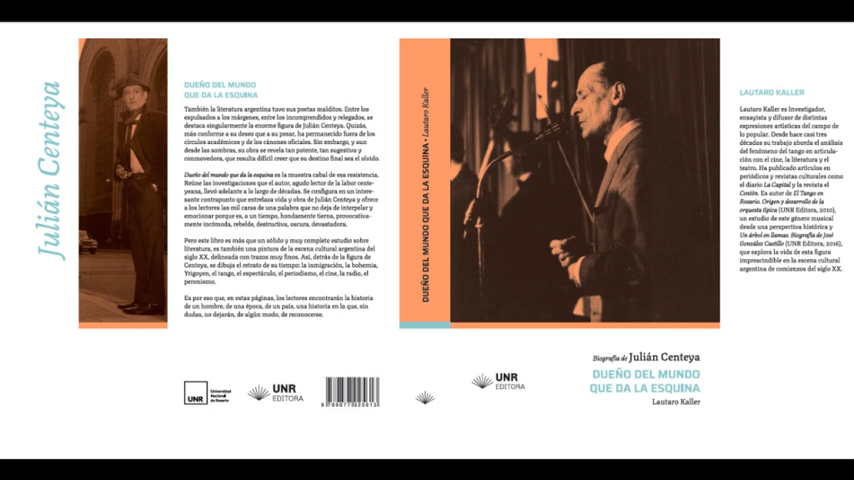 Julián Centeya
DUEÑO DEL MUNDO
QUE DA LA ESQUINA
También la literatura argentina tuvo sus poetas malditos. Entre los
expulsados a los márgenes, entre los incomprendidos y relegados, se
destaca singularmente la enorme figura de Julián Centeya. Quizás,
más conforme a su deseo que a su pesar, ha permanecido fuera de los
círculos académicos y de los cánones oficiales. Sin embargo, y aun
desde las sombras, su obra se revela tan potente, tan sugestiva y
conmovedora, que resulta difícil creer que su destino final sea el olvido.
Dueño del mundo que da la esquina es la muestra cabal de esa resistencia.
Reúne las investigaciones que el autor, agudo lector de la labor cente-
yeana, llevó adelante a lo largo de décadas. Se configura en un intere-
sante contrapunto que entrelaza vida y obra de Julián Centeya y ofrece
a los lectores las mil caras de una palabra que no deja de interpelar y
emocionar porque es, a un tiempo, hondamente tierna, provocativa-
mente incómoda, rebelde, destructiva, oscura, devastadora.
Pero este libro es más que un sólido y muy completo estudio sobre
literatura, es también una pintura de la escena cultural argentina del
siglo XX, delineada con trazos muy finos. Así, detrás de la figura de
Centeya, se dibuja el retrato de su tiempo: la inmigración, la bohemia,
Yrigoyen, el tango, el espectáculo, el periodismo, el cine, la radio, el
peronismo.
Es por eso que, en estas páginas, los lectores encontrarán la historia
de un hombre, de una época, de un país, una historia en la que, sin
dudas, no dejarán, de algún modo, de reconocerse.
UNR
Universidad
Nacional
de Rosario
UNR
EDITORA
DUEÑO DEL MUNDO QUE DA LA ESQUINA • Lautaro Kaller
UNR
EDITORA
Biografía de Julián Centeya
DUEÑO DEL MUNDO
QUE DA LA ESQUINA
Lautaro Kaller
LAUTARO KALLER
Lautaro Kaller es Investigador,
ensayista y difusor de distintas
expresiones artísticas del campo de
lo popular. Desde hace casi tres
décadas su trabajo aborda el análisis
del fenómeno del tango en articula-
ción con el cine, la literatura y el
teatro. Ha publicado artículos en
periódicos y revistas culturales como
el diario La Capital y la revista el
Centón. Es autor de El Tango en
Rosario. Origen y desarrollo de la
orquesta típica (UNR Editora, 2010),
un estudio de este género musical
desde una perspectiva histórica y
Un árbol en llamas. Biografía de José
González Castillo (UNR Editora, 2016),
que explora la vida de esta figura
imprescindible en la escena cultural
argentina de comienzos del siglo XX.